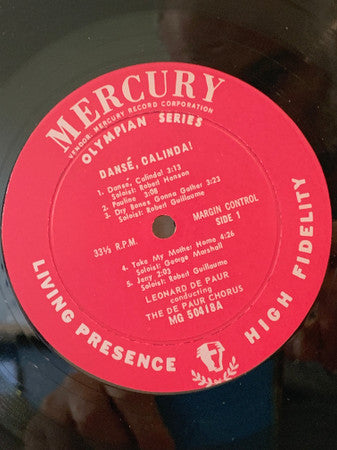 MERCURY
VENDOR: MERCURY RECORD CORPORATION
OLYMPIAN SERIES
DANSÉ, CALINDA!
1. Danse, Calinda! 3:13
Soloist: Robert Henson
2. Pauline 3:08
3. Dry Bones Gonna Gather 3:23
Soloist: Robert Guillaume
33⅓ R.P.M.
MARGIN CONTROL
SIDE 1
4. Take My Mother Home 4:26
Soloist: George Marshall
5. Jeny 2:03
Soloist: Robert Guillaume
LEONARD DE PAUR
conducting
THE DE PAUR CHORUS
MG 50418A
LIVING PRESENCE
HIGH FIDELITY